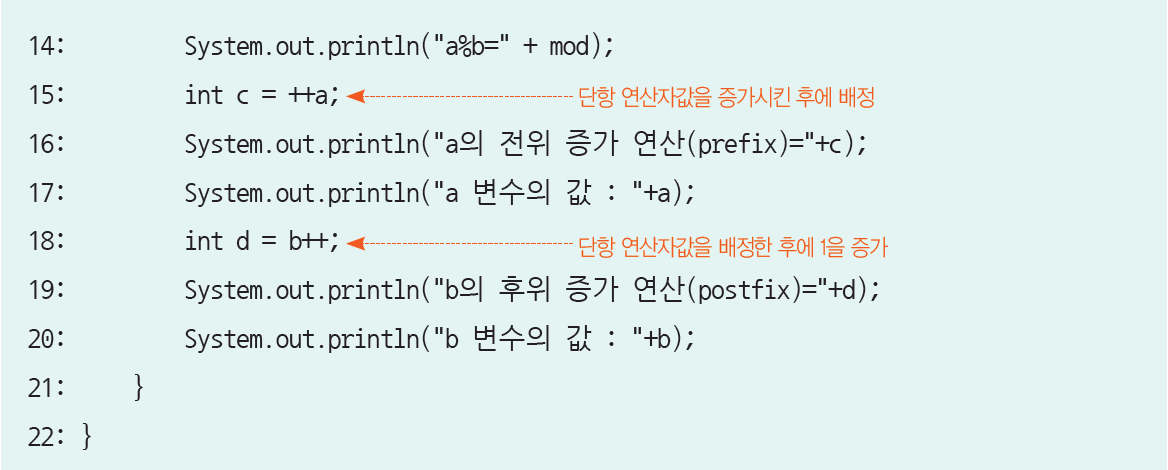 14: System.out.println("a%b=" + mod);
15: int c = ++a; 단항 연산자값을 증가시킨 후에 배정
16: System.out.println("a의 전위 증가 연산(prefix)="+c);
17: System.out.println("a 변수의 값 : "+a);
18: int d = b++; 단항 연산자값을 배정한 후에 1을 증가
19: System.out.println("b의 후위 증가 연산(postfix)="+d);
20: System.out.println("b 변수의 값 : "+b);
21: }
22: }